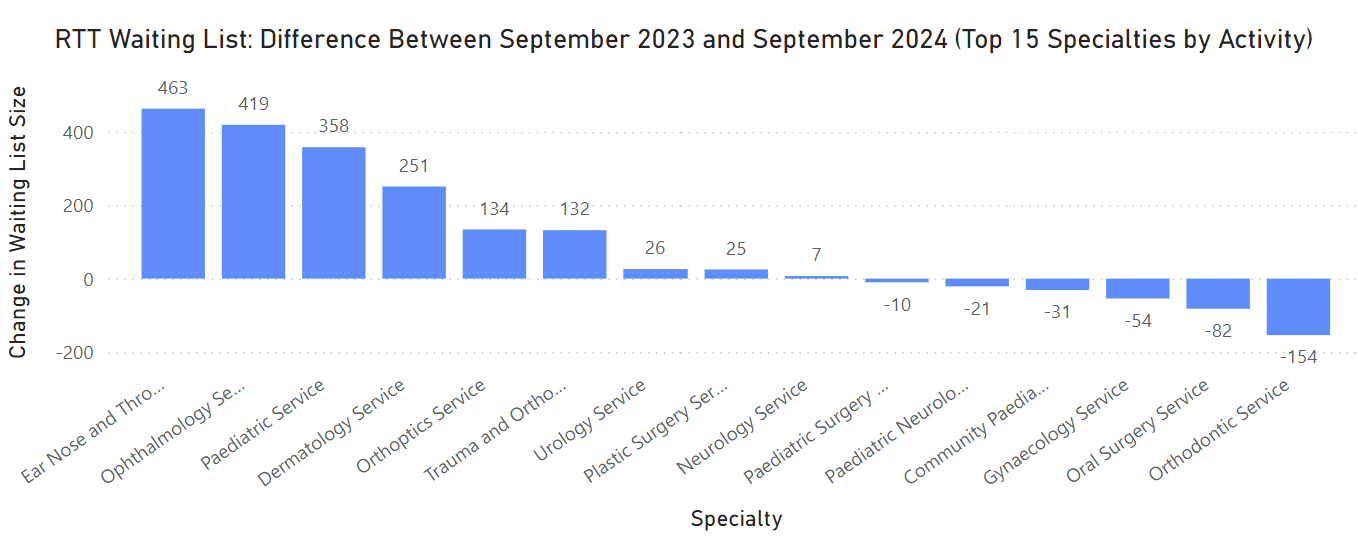 RTT Waiting List: Difference Between September 2023 and September 2024 (Top 15 Specialties by Activity)
Change in Waiting List Size
400
200
0
-200
463
419
358
251
134
132
26
25
7
-10
-21
-31
-54
-82
-154
Ear Nose and Thro...
Ophthalmology Se...
Paediatric Service
Dermatology Service
Orthoptics Service
Trauma and Ortho...
Urology Service
Plastic Surgery Ser...
Neurology Service
Paediatric Surgery ...
Paediatric Neurolo...
Community Paedia...
Gynaecology Service
Oral Surgery Service
Orthodontic Service
Specialty